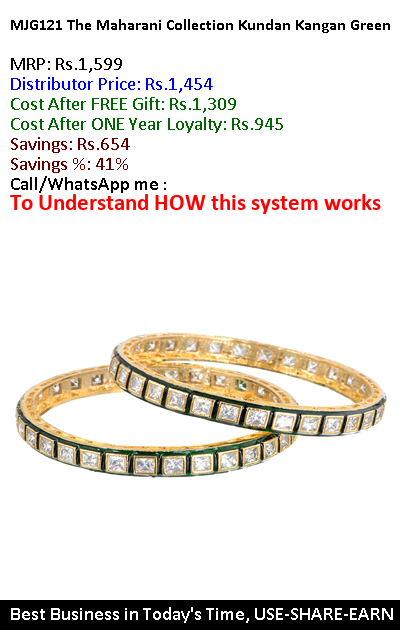 MJG121 The Maharani Collection Kundan Kangan Green
MRP: Rs.1,599
Distributor Price: Rs.1,454
Cost After FREE Gift: Rs.1,309
Cost After ONE Year Loyalty: Rs.945
Savings: Rs.654
Savings %: 41%
Call/WhatsApp me :
To Understand HOW this system works
Best Business in Today's Time, USE-SHARE-EARN